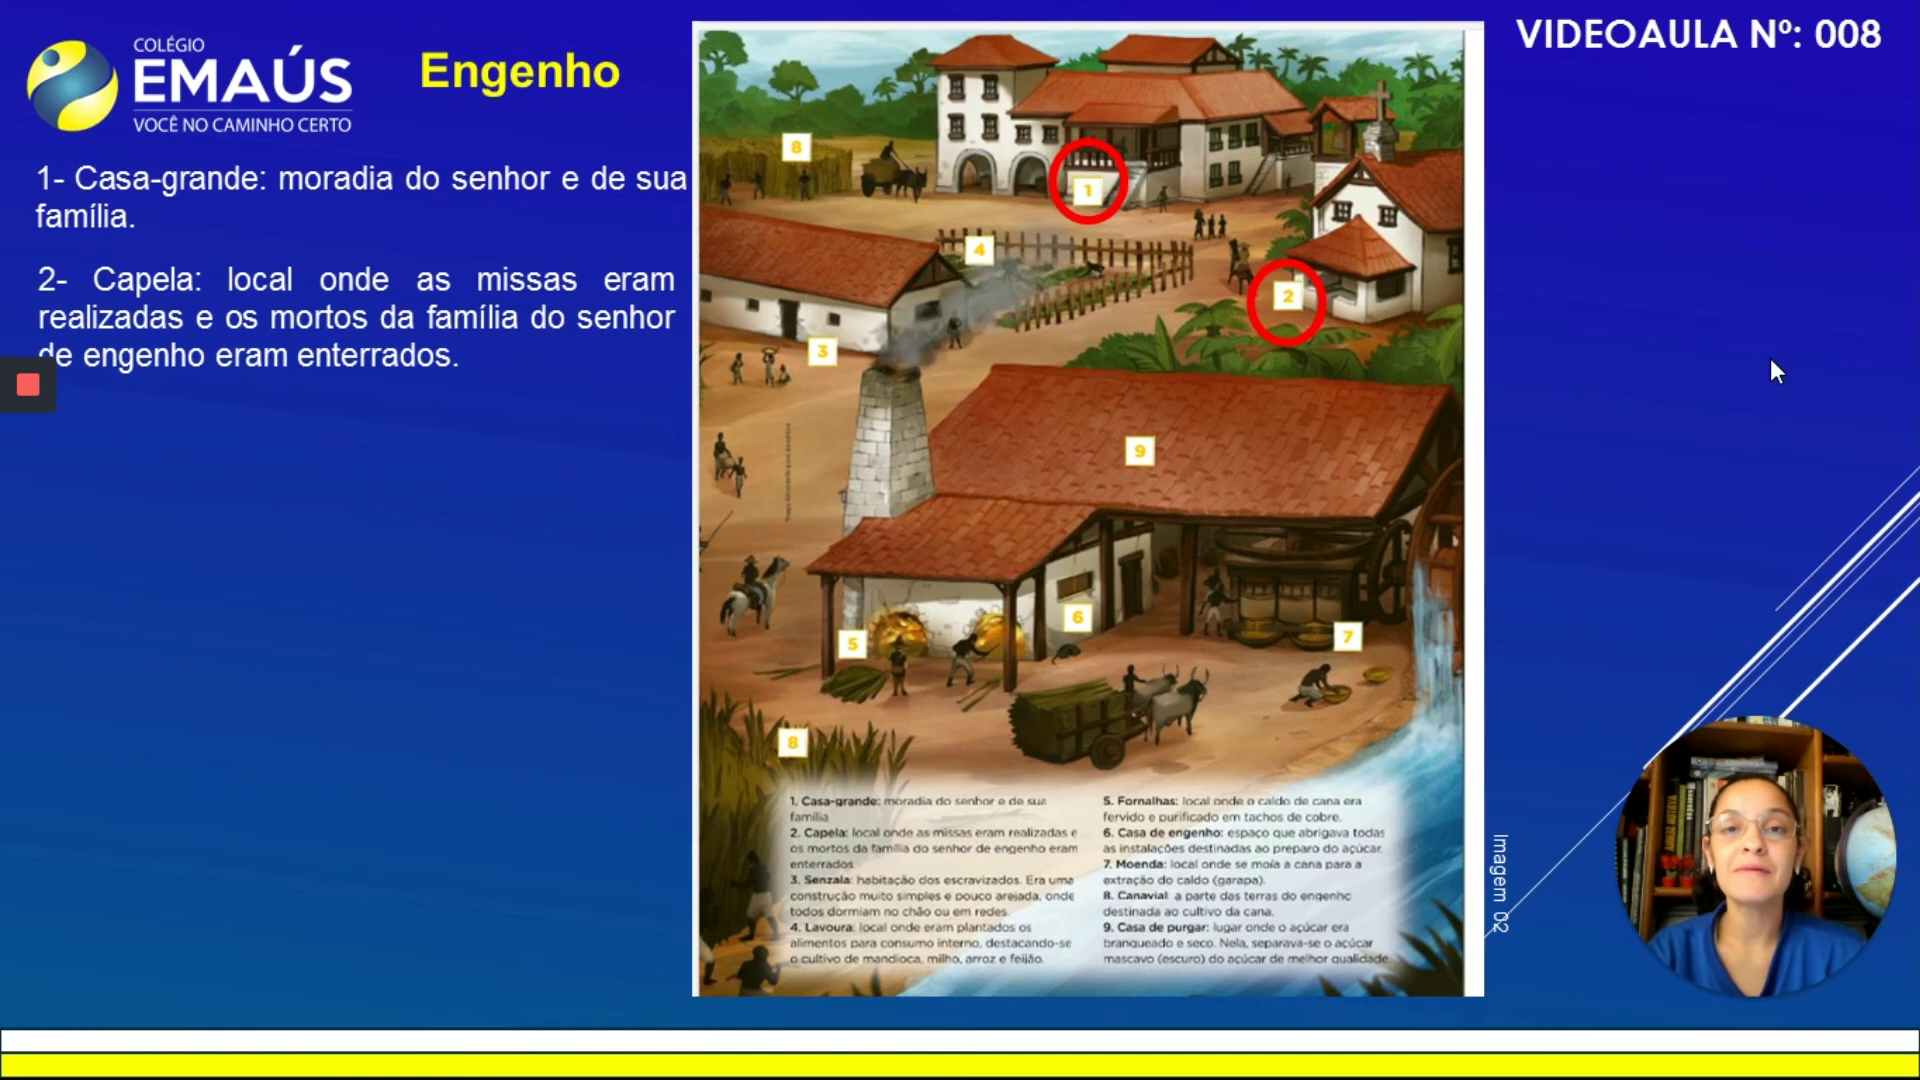 COLÉGIO
EMAÚS
VOCÊ NO CAMINHO CERTO
Engenho
VIDEOAULA Nº: 008
1- Casa-grande: moradia do senhor e de sua
família.
2- Capela: local onde as missas eram
realizadas e os mortos da família do senhor
de engenho eram enterrados.
8
1
4
2
3
9
6
5
7
8
1. Casa-grande: moradia do senhor e de sua
família
2. Capela: local onde as missas eram realizadas e
os mortos da família do senhor de engenho eram
enterrados
3. Senzala: habitação dos escravizados. Era uma
construção muito simples e pouco arejada, onde
todos dormiam no chão ou em redes.
4. Lavoura: local onde eram plantados os
alimentos para consumo interno, destacando-se
o cultivo de mandioca, milho, arroz e feijão.
5. Fornalhas: local onde o caldo de cana era
fervido e purificado em tachos de cobre.
6. Casa de engenho: espaço que abrigava todas
as instalações destinadas ao preparo do açúcar.
7. Moenda: local onde se moía a cana para a
extração do caldo (garapa).
8. Canavial: a parte das terras do engenho
destinada ao cultivo da cana.
9. Casa de purgar: lugar onde o açúcar era
branqueado e seco. Nela, separava-se o açúcar
mascavo (escuro) do açúcar de melhor qualidade
Imagem 02